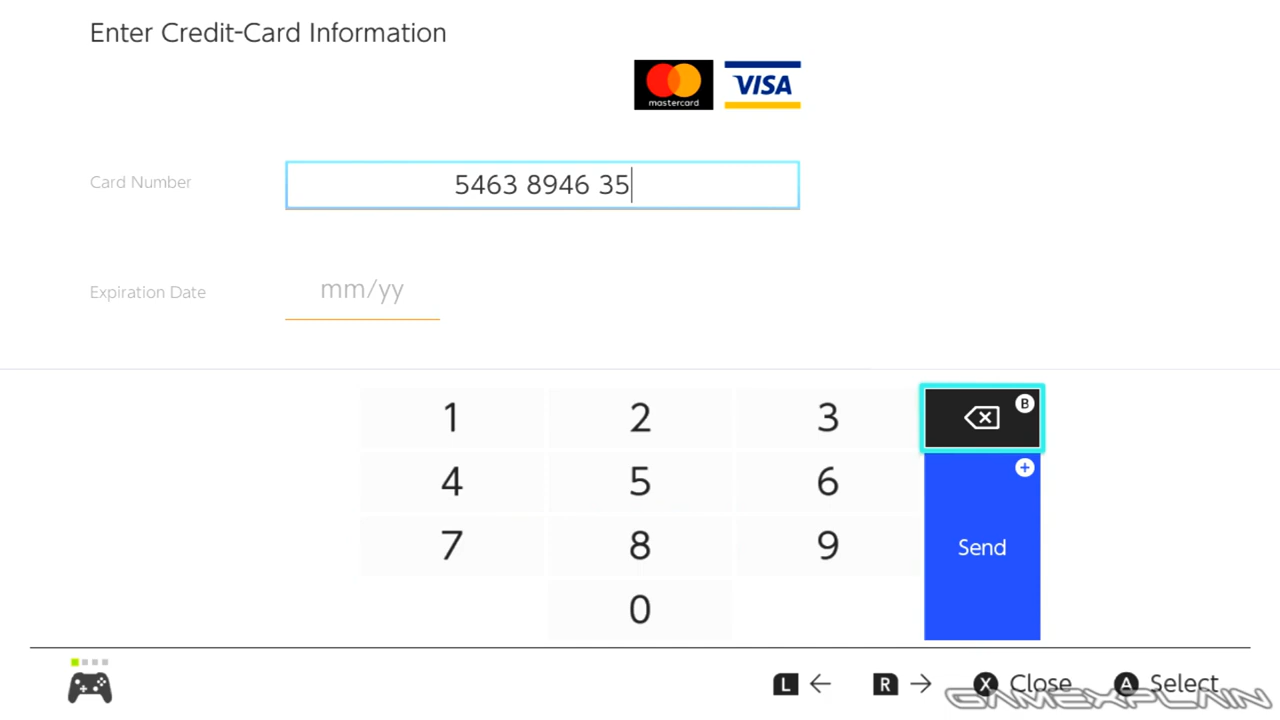 Enter Credit-Card Information
mastercard VISA
Card Number 5463 8946 35
Expiration Date mm/yy
1 2 3 B
4 5 6 +
7 8 9 Send
0
L ← R → X Close A Select
GAMEXPLAIN